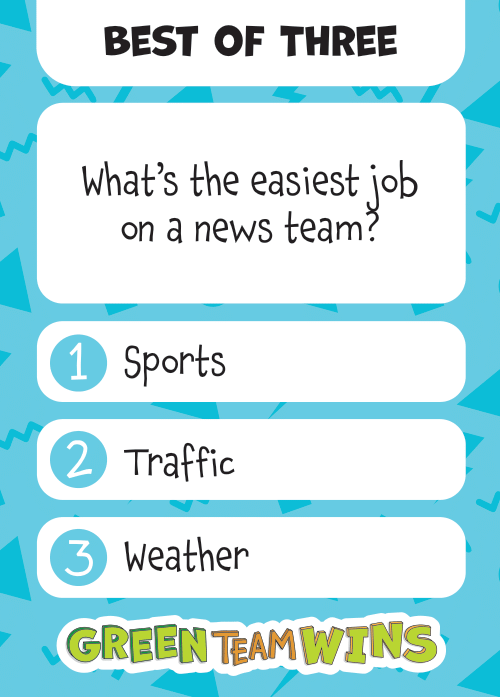 BEST OF THREE
What's the easiest job
on a news team?
1 Sports
2 Traffic
3 Weather
GREEN TEAM WINS